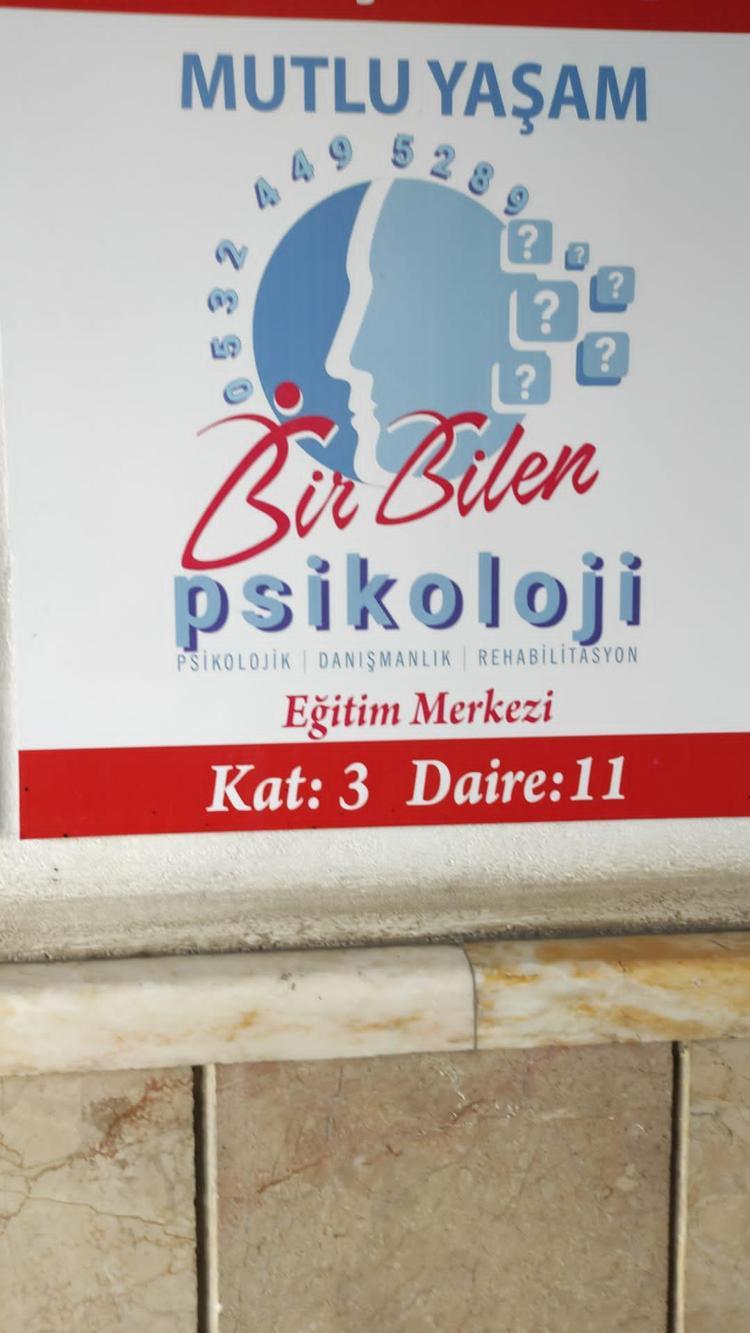 MUTLU YAŞAM
0532 449 5289
?
?
?
?
?
?
Bir Bilen
psikoloji
PSİKOLOJİK | DANIŞMANLIK | REHABİLİTASYON
Eğitim Merkezi
Kat: 3 Daire:11